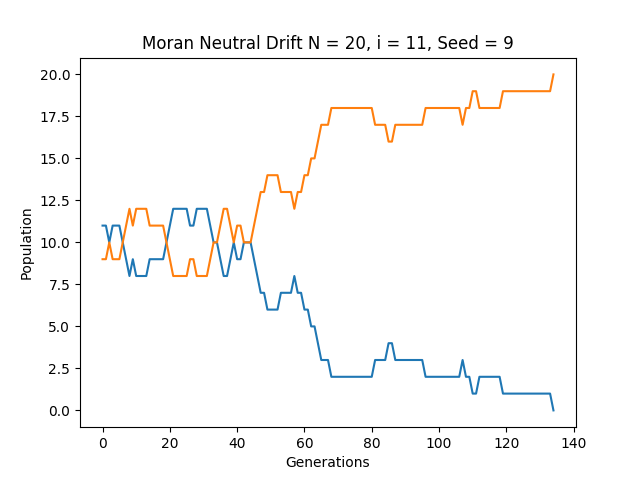 Moran Neutral Drift N = 20, i = 11, Seed = 9
20.0
17.5
15.0
12.5
10.0
7.5
5.0
2.5
0.0
Population
0 20 40 60 80 100 120 140
Generations